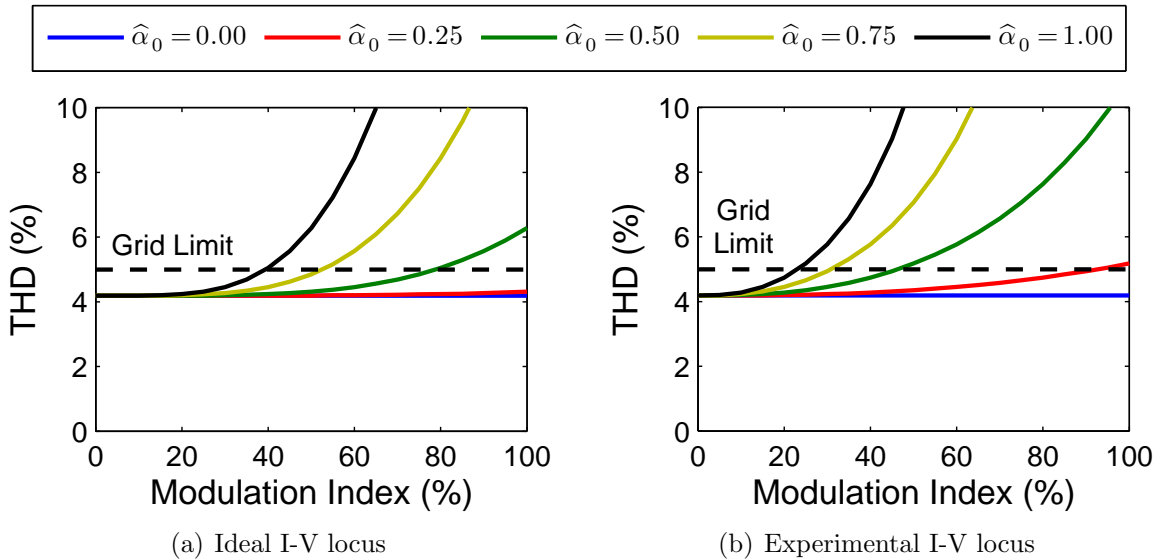 α̂₀ = 0.00 α̂₀ = 0.25 α̂₀ = 0.50 α̂₀ = 0.75 α̂₀ = 1.00
10
8
6
4
2
0
THD (%)
Grid Limit
0 20 40 60 80 100
Modulation Index (%)
(a) Ideal I-V locus
10
8
6
4
2
0
THD (%)
Grid
Limit
0 20 40 60 80 100
Modulation Index (%)
(b) Experimental I-V locus